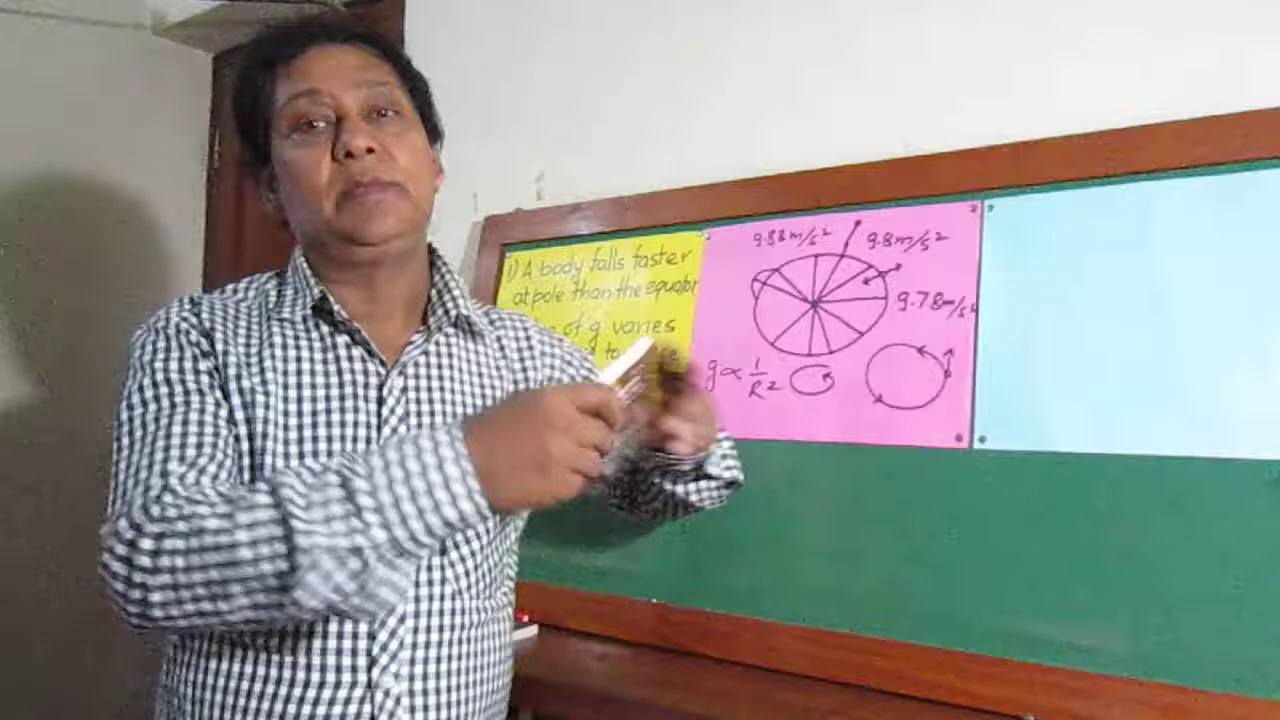 1) A body falls faster
at pole than the equator
of g varies
to
9.83m/s²
9.8m/s²
9.78m/s²
g ∝ 1/R²